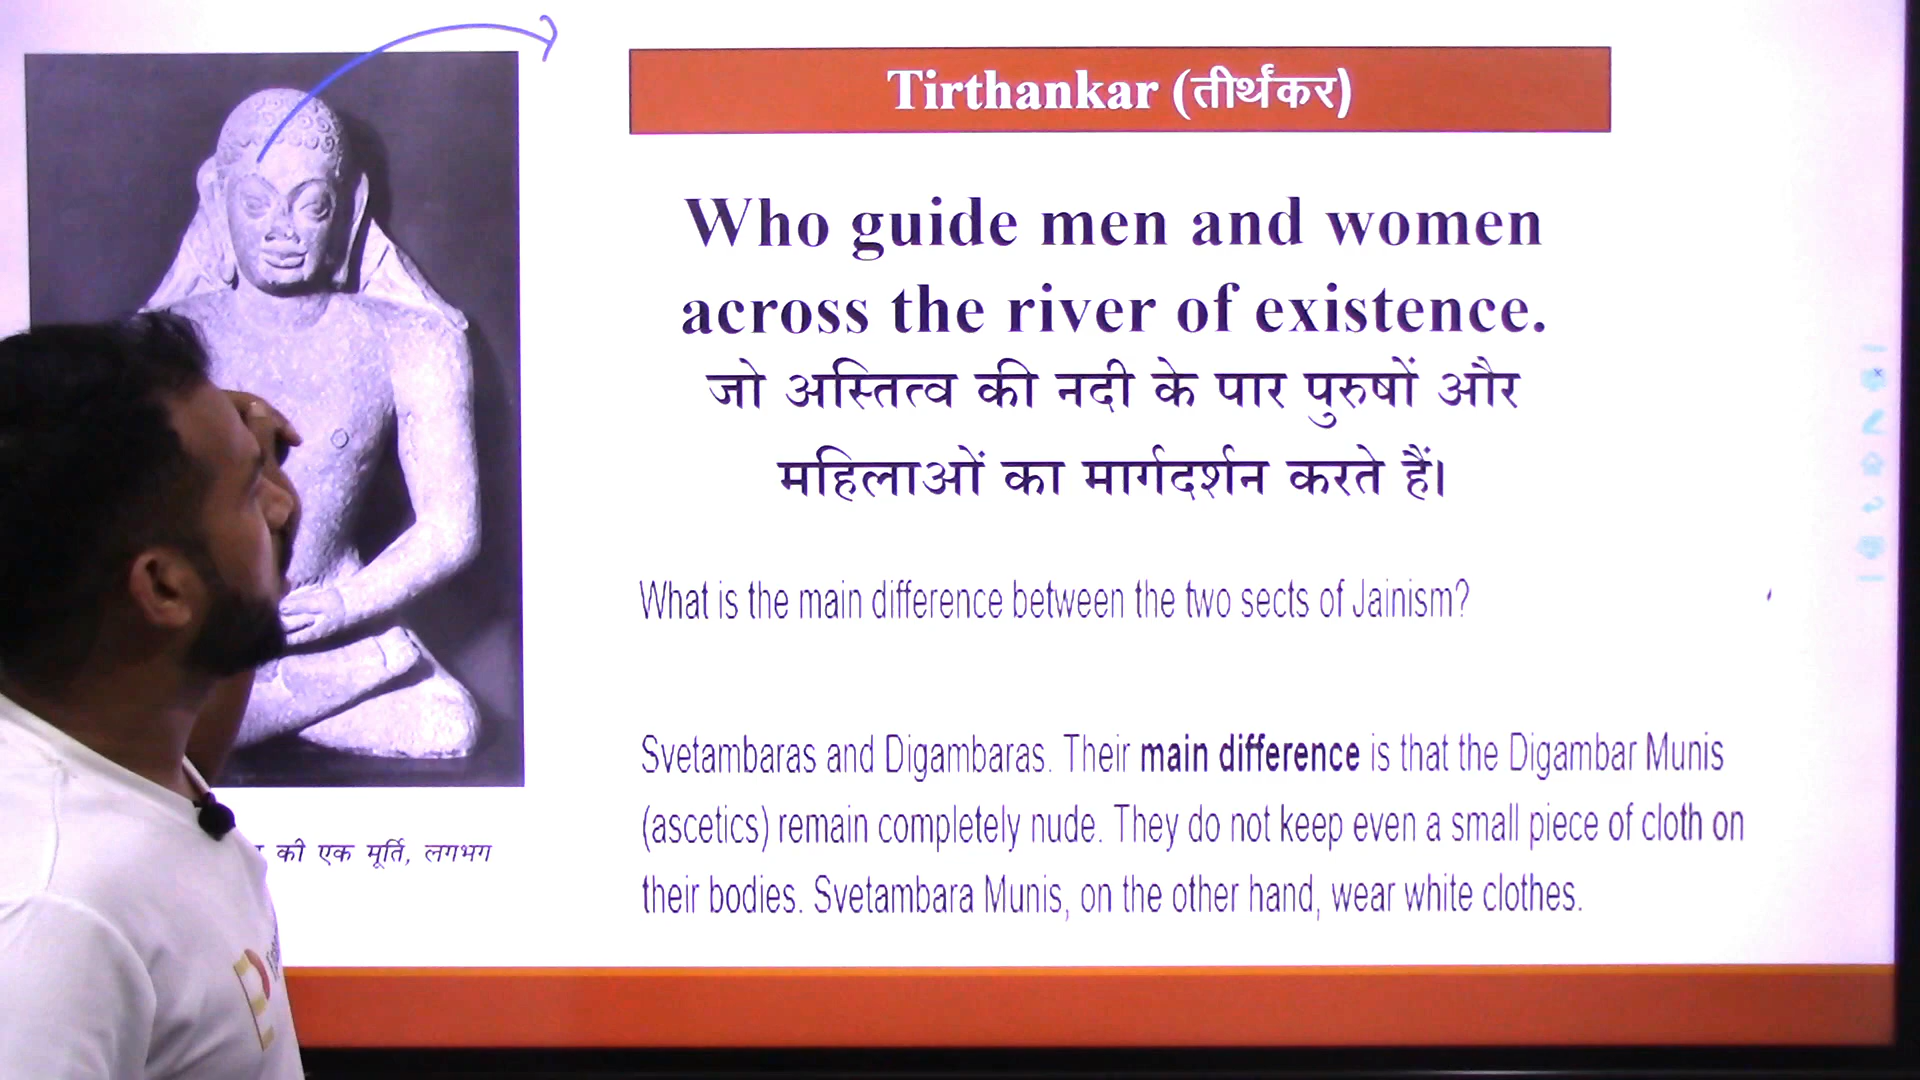 Tirthankar (तीर्थंकर)
Who guide men and women
across the river of existence.
जो अस्तित्व की नदी के पार पुरुषों और
महिलाओं का मार्गदर्शन करते हैं।
What is the main difference between the two sects of Jainism?
Svetambaras and Digambaras. Their main difference is that the Digambar Munis
(ascetics) remain completely nude. They do not keep even a small piece of cloth on
their bodies. Svetambara Munis, on the other hand, wear white clothes.
की एक मूर्ति, लगभग